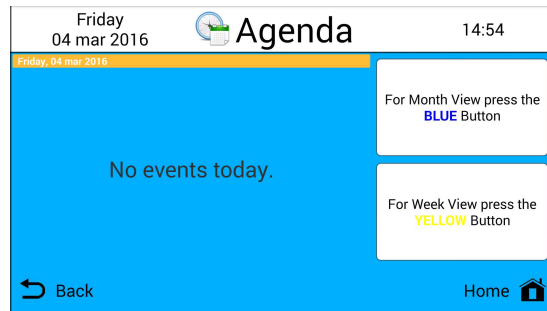 Friday
04 mar 2016
Agenda
14:54
Friday, 04 mar 2016
No events today.
For Month View press the
BLUE Button
For Week View press the
YELLOW Button
Back
Home